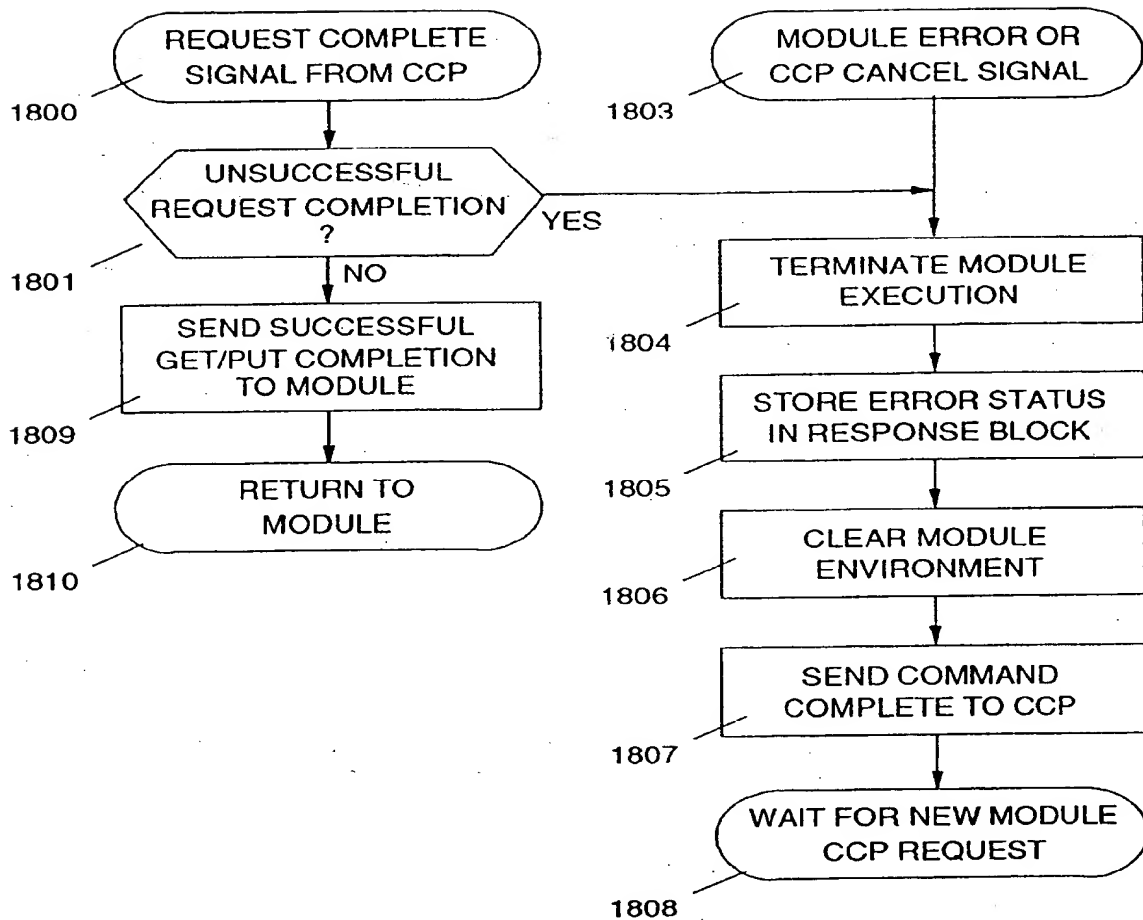 REQUEST COMPLETE
SIGNAL FROM CCP
1800
UNSUCCESSFUL
REQUEST COMPLETION
?
YES
1801
NO
SEND SUCCESSFUL
GET/PUT COMPLETION
TO MODULE
1809
RETURN TO
MODULE
1810
MODULE ERROR OR
CCP CANCEL SIGNAL
1803
TERMINATE MODULE
EXECUTION
1804
STORE ERROR STATUS
IN RESPONSE BLOCK
1805
CLEAR MODULE
ENVIRONMENT
1806
SEND COMMAND
COMPLETE TO CCP
1807
WAIT FOR NEW MODULE
CCP REQUEST
1808